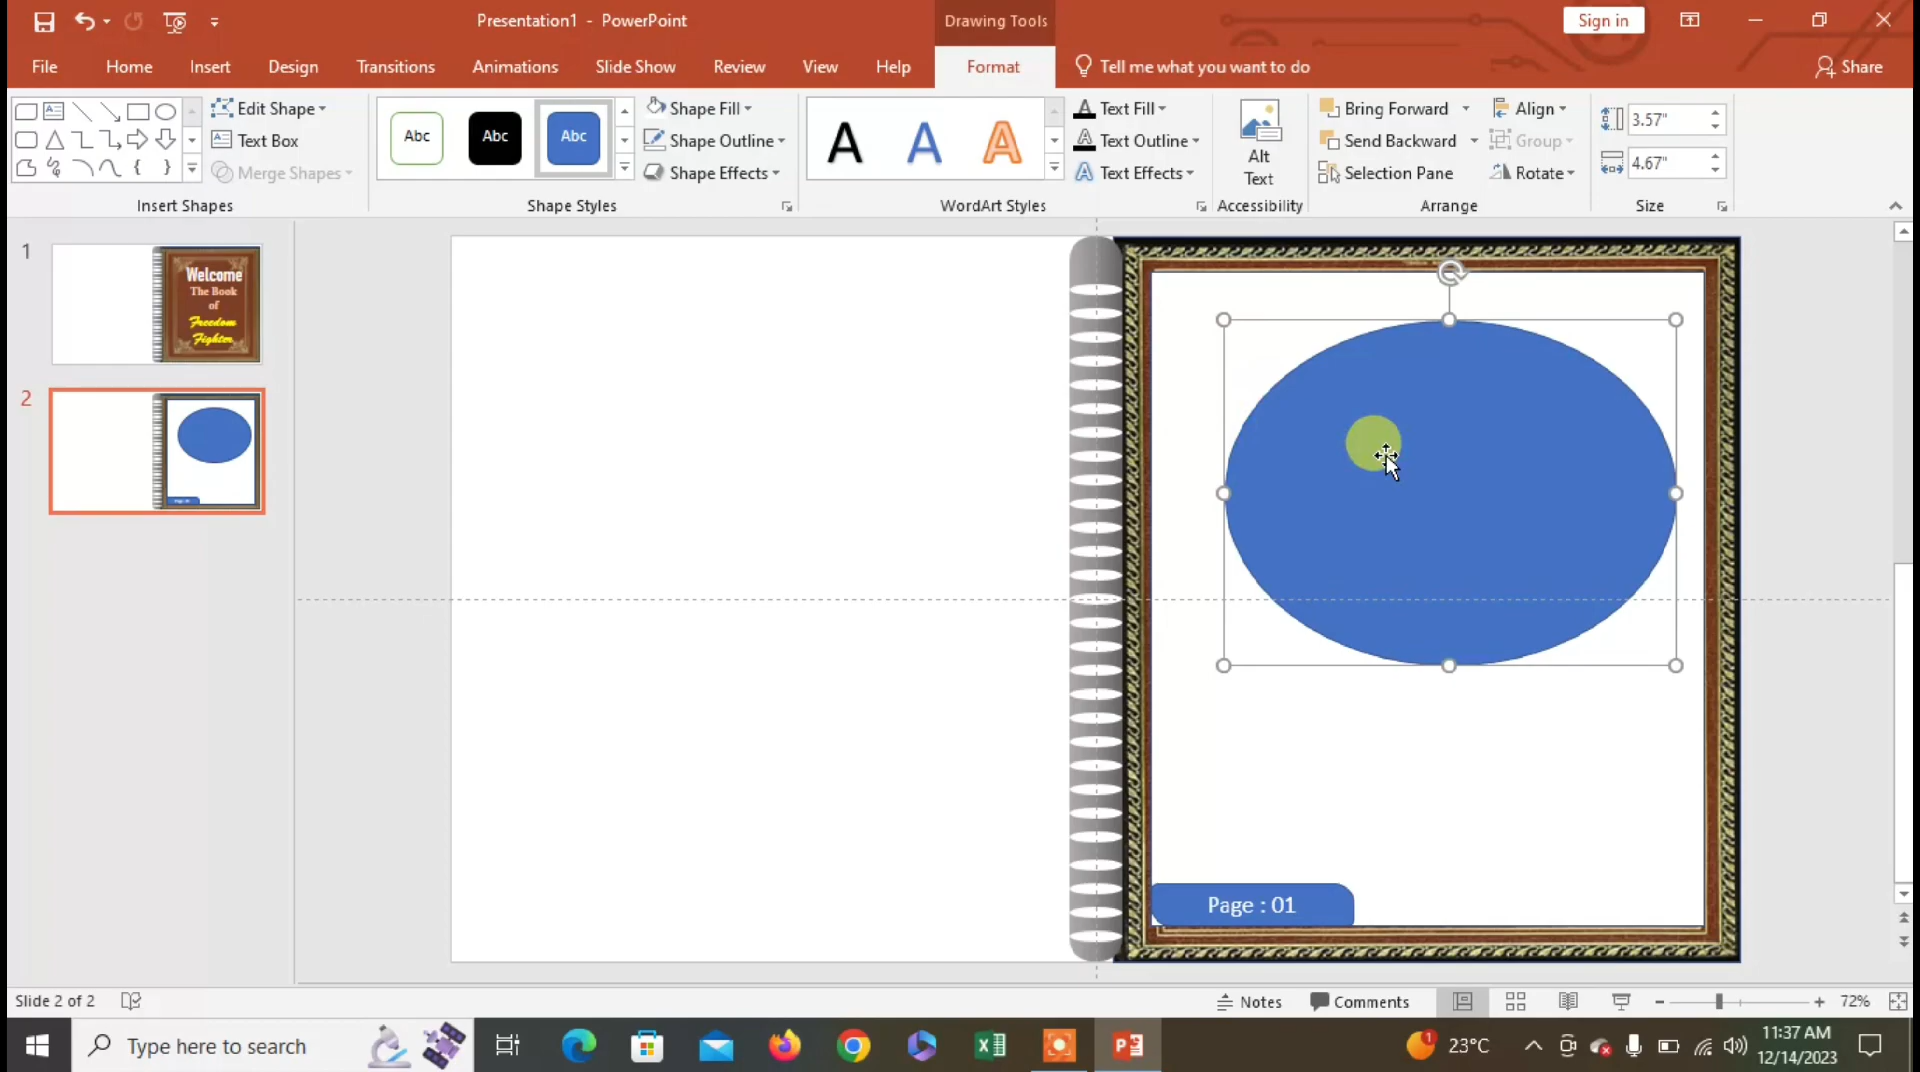 Presentation1 - PowerPoint
Drawing Tools
Sign in
File
Home
Insert
Design
Transitions
Animations
Slide Show
Review
View
Help
Format
Tell me what you want to do
Share
Edit Shape
Text Box
Merge Shapes
Insert Shapes
Abc
Abc
Abc
Shape Fill
Shape Outline
Shape Effects
Shape Styles
A
A
A
Text Fill
Text Outline
Text Effects
WordArt Styles
Alt
Text
Accessibility
Bring Forward
Send Backward
Selection Pane
Align
Group
Rotate
Arrange
3.57"
4.67"
Size
1
Welcome
The Book
of
Freedom
Fighter
2
Page : 01
Slide 2 of 2
Notes
Comments
72%
Type here to search
1
23°C
11:37 AM
12/14/2023